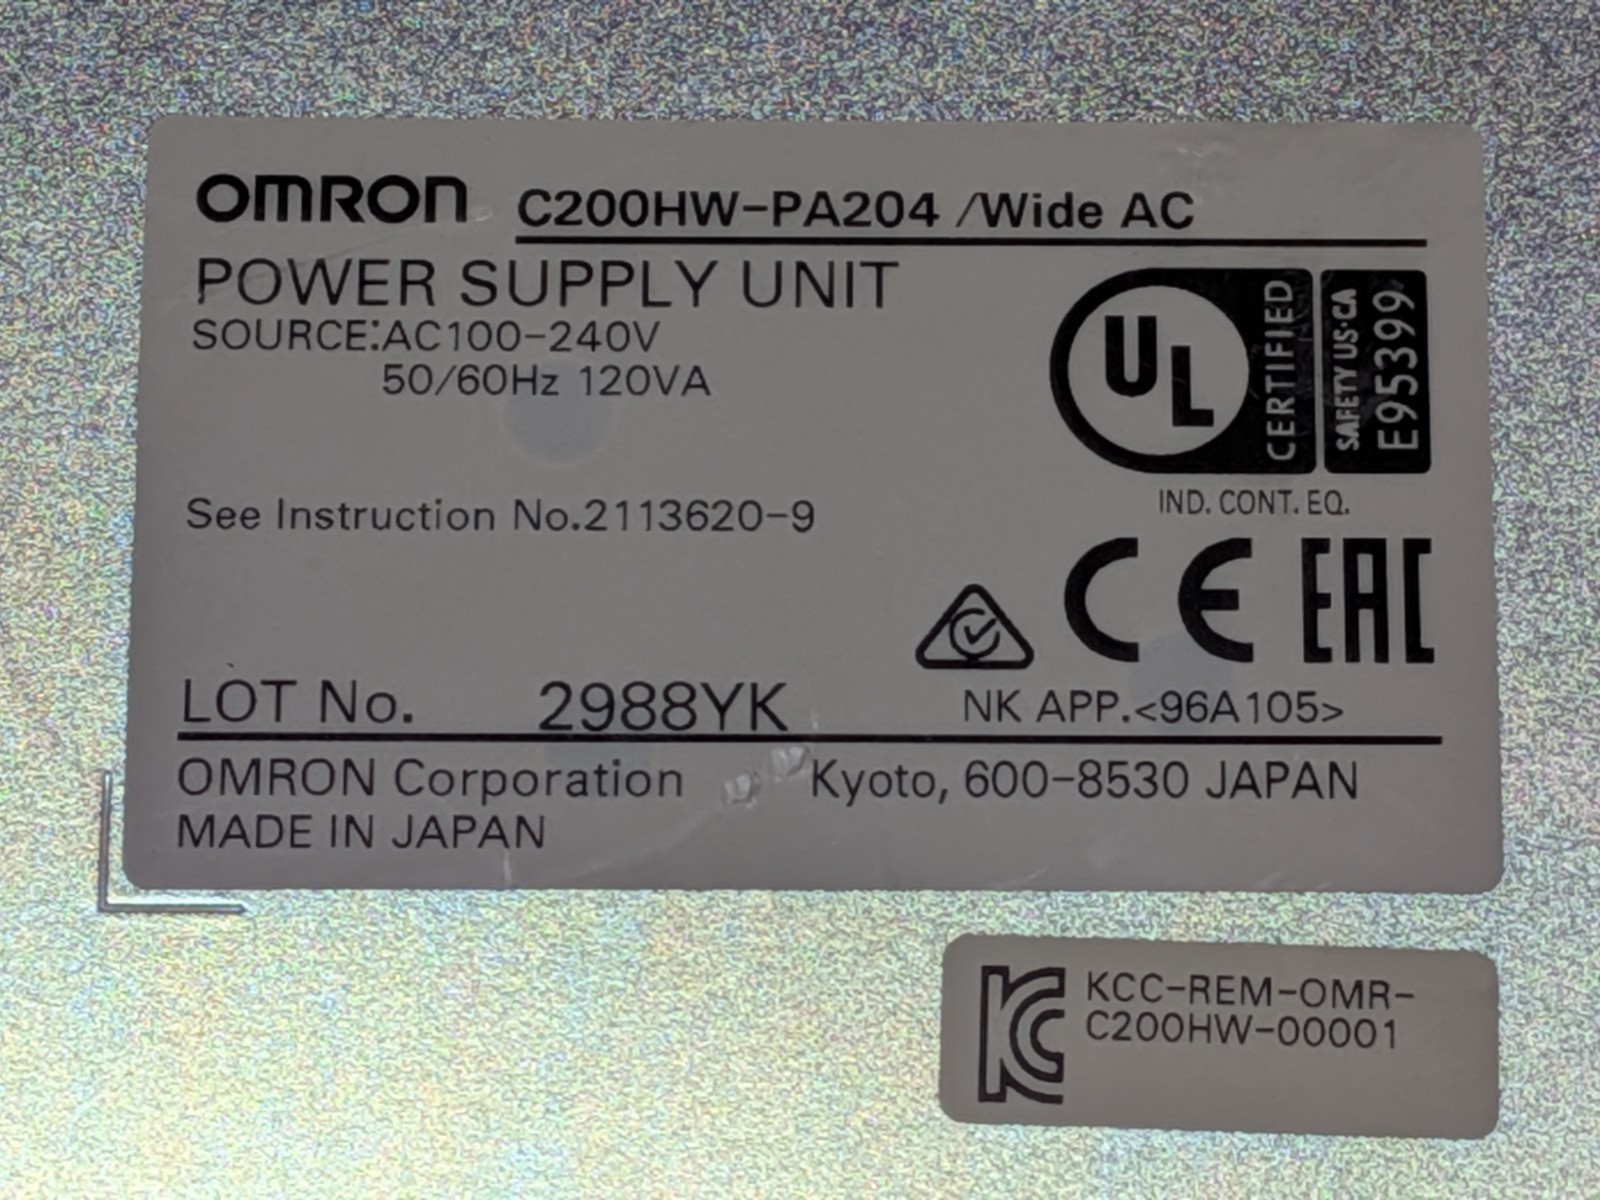 OMRON C200HW-PA204 /Wide AC
POWER SUPPLY UNIT
SOURCE:AC100-240V
50/60Hz 120VA
UL CERTIFIED
SAFETY US·CA
E95399
IND. CONT. EQ.
See Instruction No.2113620-9
CE EAC
LOT No. 2988YK
NK APP.<96A105>
OMRON Corporation Kyoto, 600-8530 JAPAN
MADE IN JAPAN
KC KCC-REM-OMR-
C200HW-00001